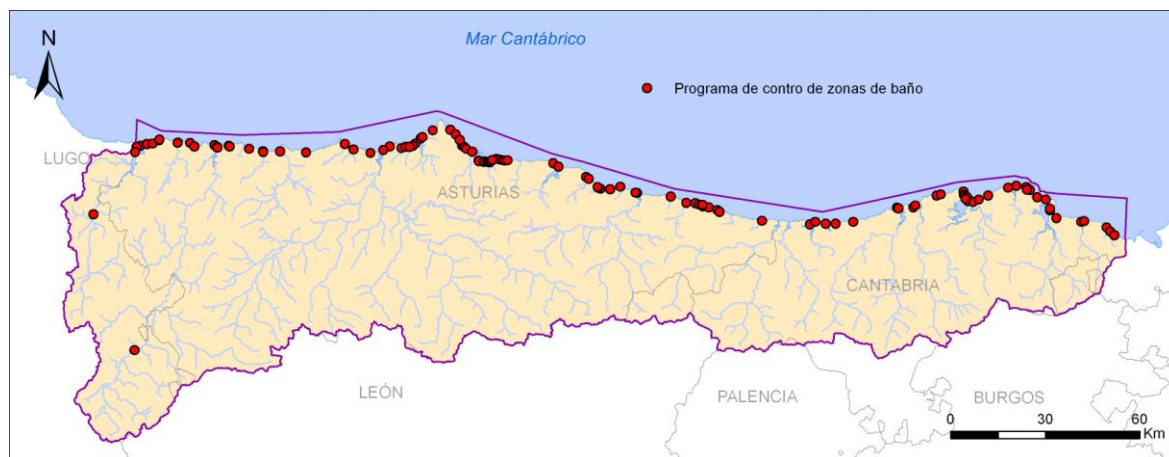 Mar Cantábrico
N
Programa de contro de zonas de baño
LUGO
ASTURIAS
CANTABRIA
LEÓN
PALENCIA
BURGOS
0 30 60
Km